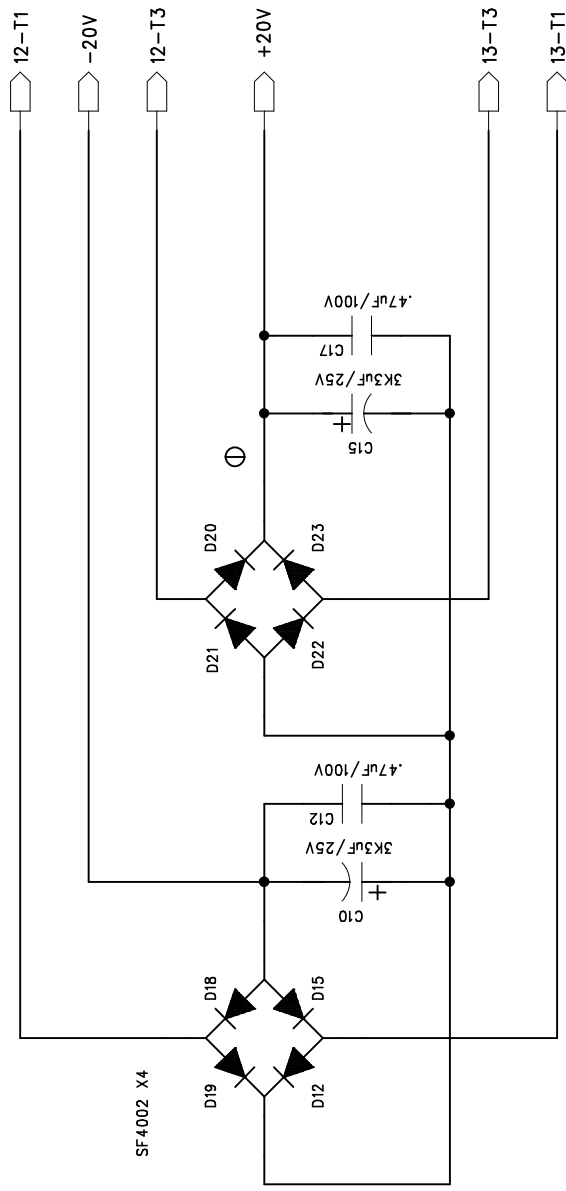 12-T1
-20V
12-T3
+20V
13-T3
13-T1
.47uF/100V
C17
3K3uF/25V
C15
+
D20
D23
D21
D22
.47uF/100V
C12
3K3uF/25V
C10
+
D18
D15
D19
D12
SF4002 X4